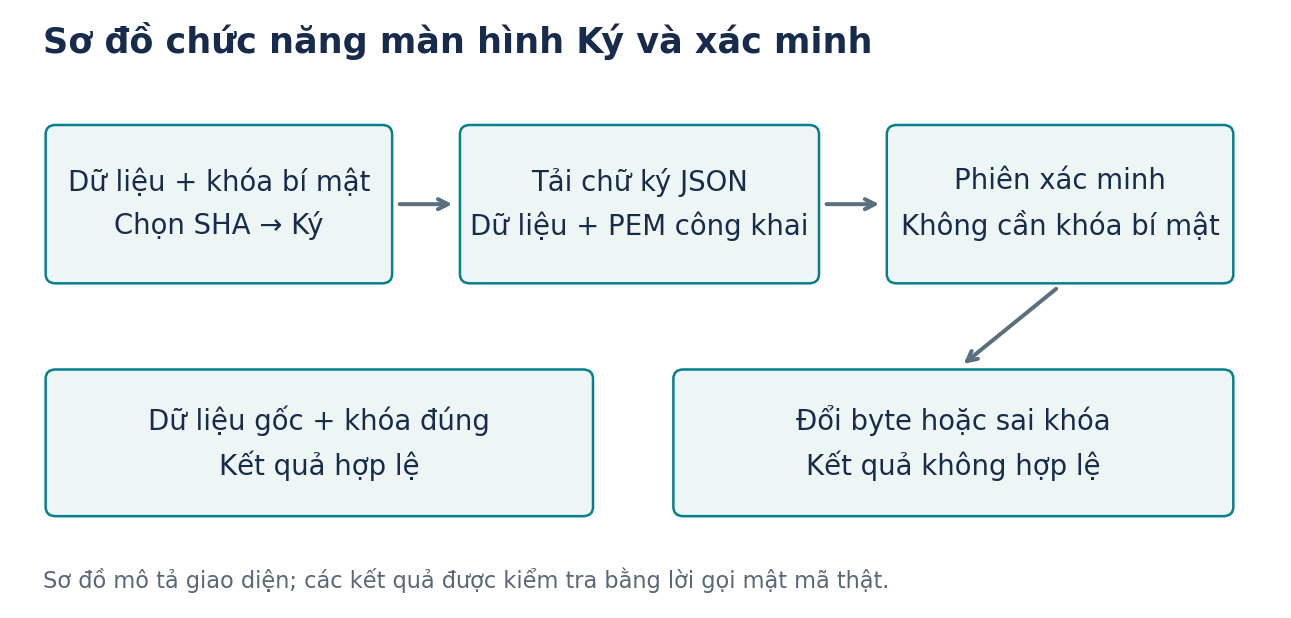 Sơ đồ chức năng màn hình Ký và xác minh
Dữ liệu + khóa bí mật
Chọn SHA → Ký
Tải chữ ký JSON
Dữ liệu + PEM công khai
Phiên xác minh
Không cần khóa bí mật
Dữ liệu gốc + khóa đúng
Kết quả hợp lệ
Đổi byte hoặc sai khóa
Kết quả không hợp lệ
Sơ đồ mô tả giao diện; các kết quả được kiểm tra bằng lời gọi mật mã thật.